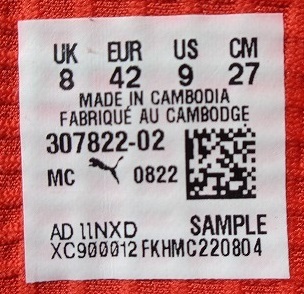 UK EUR US CM
8 42 9 27
MADE IN CAMBODIA
FABRIQUÉ AU CAMBODGE
307822-02
MC 0822
AD 11NXD SAMPLE
XC900012 FKHMC220804